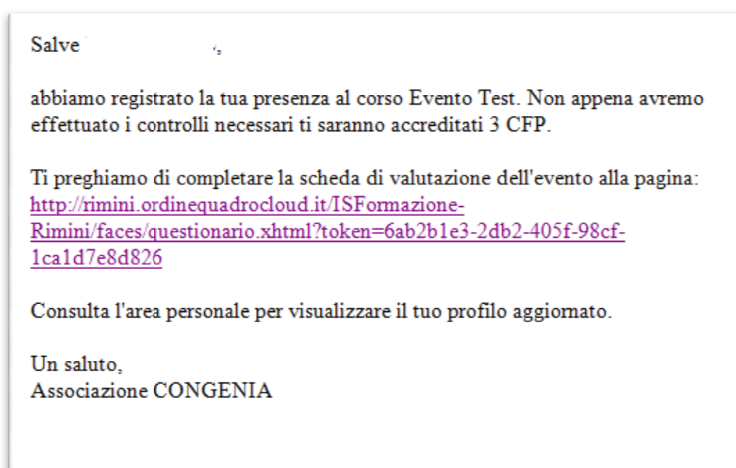 Salve ,
abbiamo registrato la tua presenza al corso Evento Test. Non appena avremo
effettuato i controlli necessari ti saranno accreditati 3 CFP.
Ti preghiamo di completare la scheda di valutazione dell'evento alla pagina:
http://rimini.ordinequadrocloud.it/ISFormazione-
Rimini/faces/questionario.xhtml?token=6ab2b1e3-2db2-405f-98cf-
1ca1d7e8d826
Consulta l'area personale per visualizzare il tuo profilo aggiornato.
Un saluto,
Associazione CONGENIA